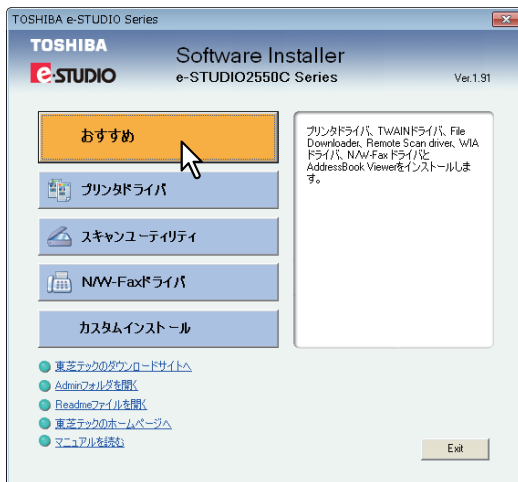 TOSHIBA e-STUDIO Series
TOSHIBA
e-STUDIO
Software Installer
e-STUDIO2550C Series
Ver.1.91
おすすめ
プリンタドライバ
スキャンユーティリティ
N/W-Faxドライバ
カスタムインストール
プリンタドライバ、TWAINドライバ、File
Downloader、Remote Scan driver、WIA
ドライバ、N/W-Fax ドライバと
AddressBook Viewerをインストールしま
す。
東芝テックのダウンロードサイトへ
Adminフォルダを開く
Readmeファイルを開く
東芝テックのホームページへ
マニュアルを読む
Exit